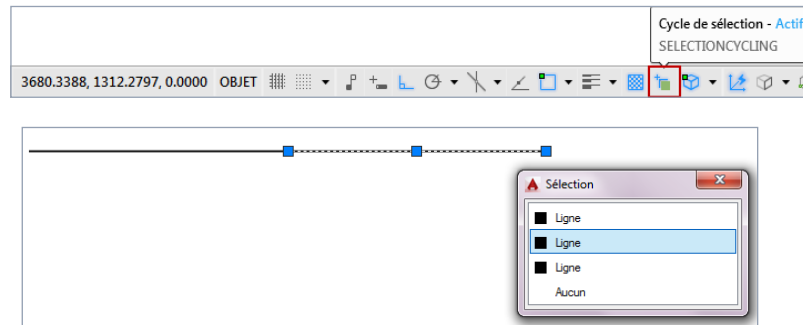 Cycle de sélection - Actif
SELECTIONCYCLING
3680.3388, 1312.2797, 0.0000 OBJET
Sélection
Ligne
Ligne
Ligne
Aucun